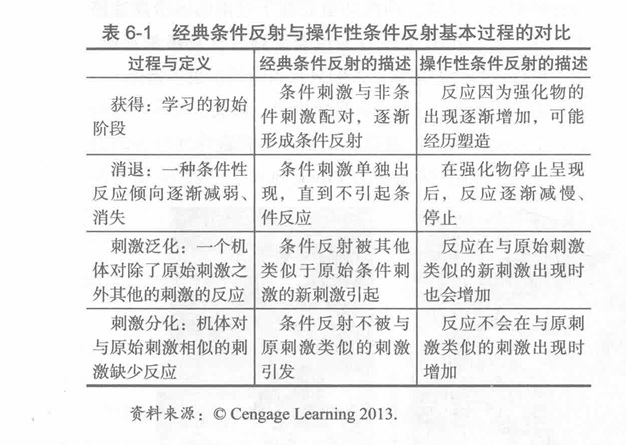 表 6-1 经典条件反射与操作性条件反射基本过程的对比
过程与定义
经典条件反射的描述
操作性条件反射的描述
获得：学习的初始
阶段
条件刺激与非条
件刺激配对，逐渐
形成条件反射
反应因为强化物的
出现逐渐增加，可能
经历塑造
消退：一种条件性
反应倾向逐渐减弱、
消失
条件刺激单独出
现，直到不引起条
件反应
在强化物停止呈现
后，反应逐渐减慢、
停止
刺激泛化：一个机
体对除了原始刺激之
外其他的刺激的反应
条件反射被其他
类似于原始条件刺
激的新刺激引起
反应在与原始刺激
类似的新刺激出现时
也会增加
刺激分化：机体对
与原始刺激相似的刺
激缺少反应
条件反射不被与
原刺激类似的刺激
引发
反应不会在与原刺
激类似的刺激出现时
增加
资料来源：© Cengage Learning 2013.